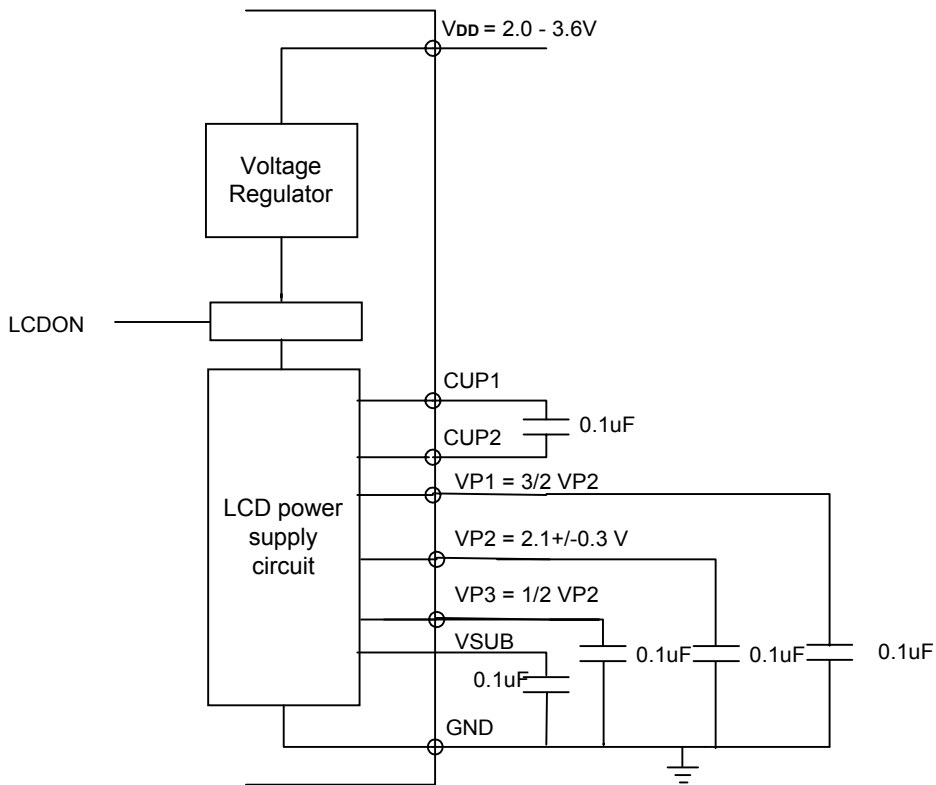 VDD = 2.0 - 3.6V
Voltage
Regulator
LCDON
CUP1
0.1uF
CUP2
VP1 = 3/2 VP2
LCD power
supply
circuit
VP2 = 2.1+/-0.3 V
VP3 = 1/2 VP2
VSUB
0.1uF
0.1uF
0.1uF
0.1uF
GND